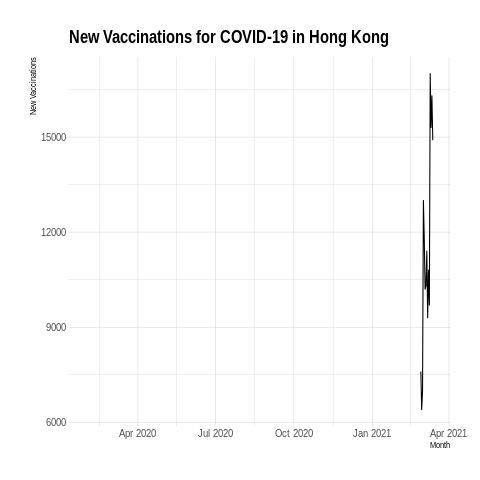 New Vaccinations for COVID-19 in Hong Kong
New Vaccinations
15000
12000
9000
6000
Apr 2020 Jul 2020 Oct 2020 Jan 2021 Apr 2021
Month